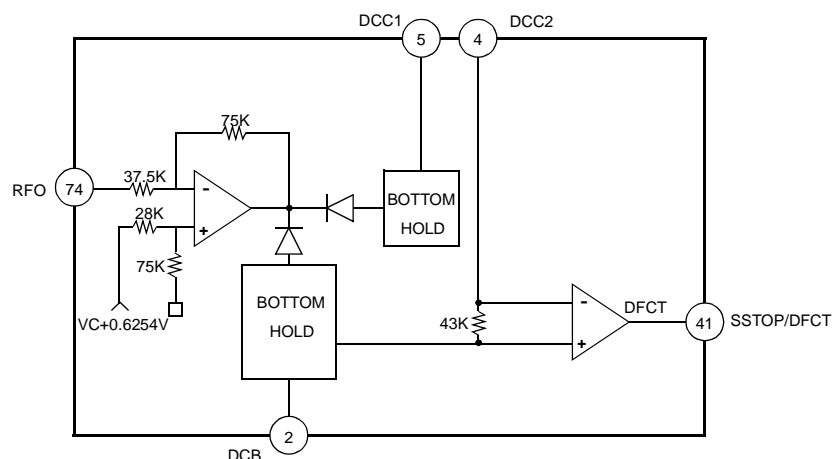 DCC1
DCC2
5
4
75K
RFO
74
37.5K
-
BOTTOM
HOLD
28K
+
75K
BOTTOM
HOLD
-
DFCT
43K
41
SSTOP/DFCT
VC+0.6254V
+
2
DCB